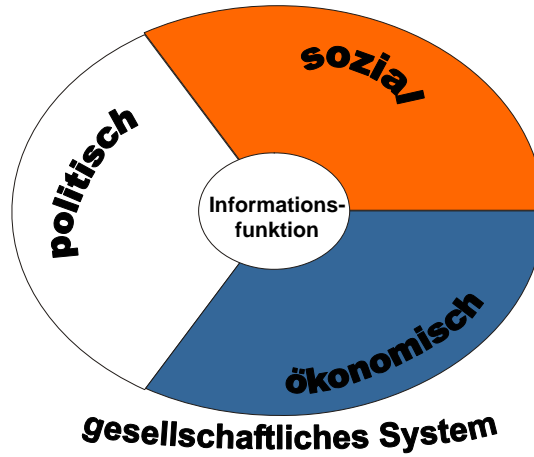 sozial
politisch
Informations-
funktion
ökonomisch
gesellschaftliches System